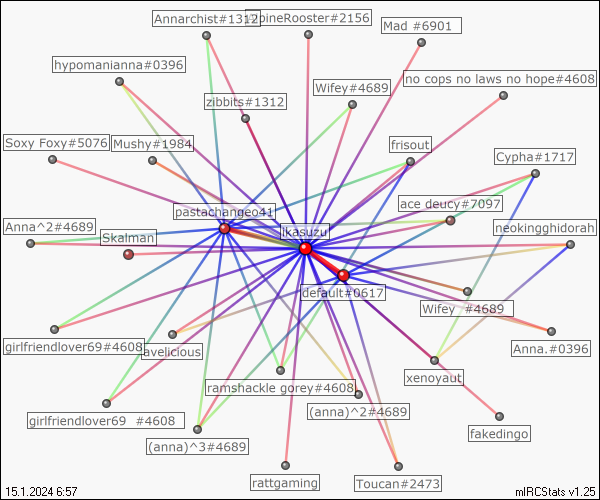 Annarchist#1312
pineRooster#2156
Mad #6901
hypomanianna#0396
no cops no laws no hope#4608
Wifey#4689
zibbits#1312
Soxy Foxy#5076
Mushy#1984
frisout
Cypha#1717
pastachangeo41
ace deucy#7097
Anna^2#4689
Skalman
ikasuzu
neokingghidorah
default#0617
Wifey #4689
girlfriendlover69#4608
avelicious
Anna.#0396
ramshackle gorey#4608
xenoyaut
(anna)^2#4689
girlfriendlover69 #4608
(anna)^3#4689
fakedingo
rattgaming
Toucan#2473
15.1.2024 6:57
mIRCStats v1.25